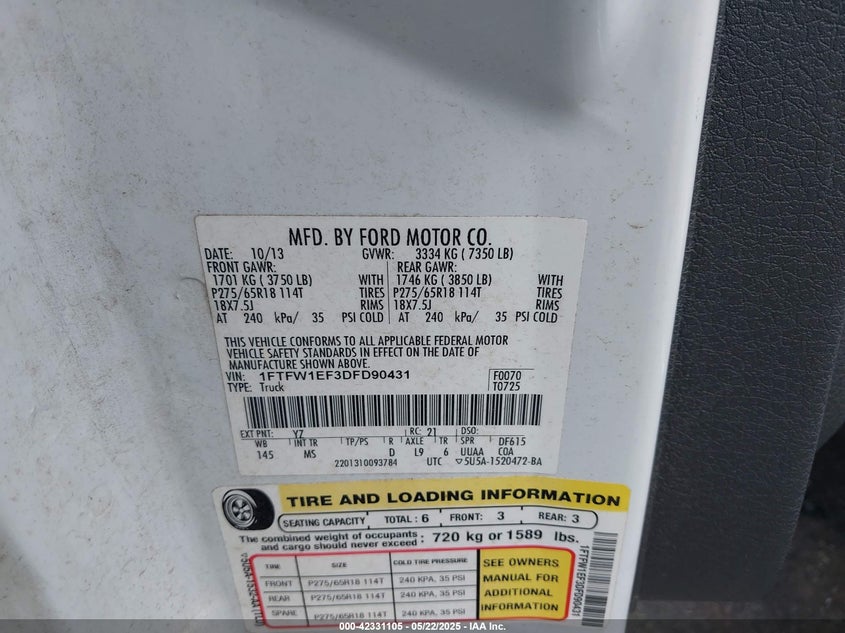 MFD. BY FORD MOTOR CO.
DATE: 10/13 GVWR: 3334 KG ( 7350 LB)
FRONT GAWR: REAR GAWR:
1701 KG ( 3750 LB) WITH 1746 KG ( 3850 LB) WITH
P275/65R18 114T TIRES P275/65R18 114T TIRES
18X7.5J RIMS 18X7.5J RIMS
AT 240 kPa/ 35 PSI COLD AT 240 kPa/ 35 PSI COLD
THIS VEHICLE CONFORMS TO ALL APPLICABLE FEDERAL MOTOR
VEHICLE SAFETY STANDARDS IN EFFECT ON THE DATE OF
MANUFACTURE SHOWN ABOVE.
VIN: 1FTFW1EF3DFD90431 F0070
TYPE: Truck T0725
EXT PNT: YZ RC: 21 DSO:
WB INT TR TP/PS R AXLE TR SPR DF615
145 MS D L9 6 UUAA CQA
2201310093784 UTC ▽5U5A-1520472-BA
TIRE AND LOADING INFORMATION
SEATING CAPACITY TOTAL: 6 FRONT: 3 REAR: 3
The combined weight of occupants and cargo should never exceed : 720 kg or 1589 lbs.
TIRE SIZE COLD TIRE PRESSURE
FRONT P275/65R18 114T 240 KPA, 35 PSI
REAR P275/65R18 114T 240 KPA, 35 PSI
SPARE P275/65R18 114T 240 KPA, 35 PSI
SEE OWNERS
MANUAL FOR
ADDITIONAL
INFORMATION
1FTFW1EF3DFD90431
000-42331105 - 05/22/2025 - IAA Inc.